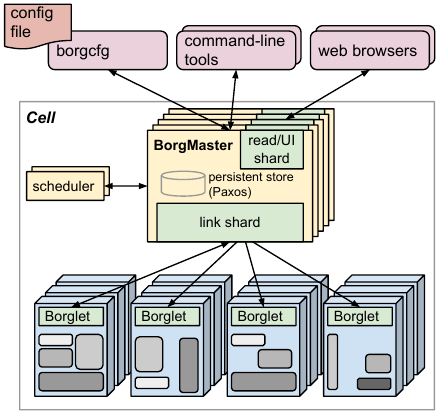 config
file
borgcfg
command-line
tools
web browsers
Cell
BorgMaster
read/UI
shard
persistent store
(Paxos)
scheduler
link shard
Borglet
Borglet
Borglet
Borglet